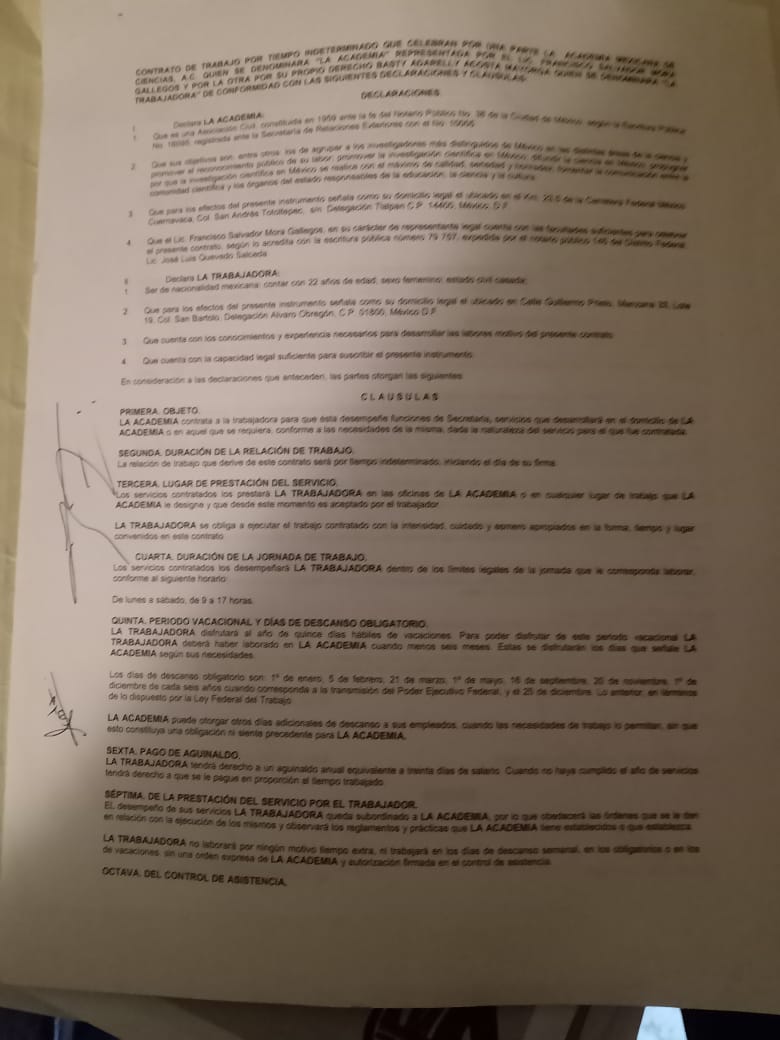 CONTRATO DE TRABAJO POR TIEMPO INDETERMINADO QUE CELEBRAN POR UNA PARTE LA ACADEMIA MEXICANA DE
CIENCIAS, A.C. QUIEN SE DENOMINARA "LA ACADEMIA" REPRESENTADA POR EL LIC. FRANCISCO SALVADOR MORA
GALLEGOS Y POR LA OTRA POR SU PROPIO DERECHO ACOSTA MAYORGA QUIEN SE DENOMINARA "LA
TRABAJADORA" DE CONFORMIDAD CON LAS SIGUIENTES DECLARACIONES Y CLAUSULAS:
DECLARACIONES
I Declara LA ACADEMIA:
1 Que es una Asociación Civil, constituida en 1959 ante la fe del Notario Público No. de la Ciudad de México, según la Escritura Pública
No. registrada ante la Secretaría de Relaciones Exteriores con el No.
2 Que sus objetivos son, entre otros, los de agrupar a los investigadores más distinguidos de México en las distintas áreas de la ciencia y
promover el reconocimiento público de su labor; promover la investigación científica en México; difundir la ciencia en México;
por que la investigación científica en México se realice con el máximo de calidad, seriedad y fomentar la comunicación entre la
comunidad científica y los órganos del estado responsables de la educación, la ciencia y la cultura.
3 Que para los efectos del presente instrumento señala como su domicilio legal el ubicado en el Km. de la Carretera Federal México
Cuernavaca, Col. San Andrés Totoltepec, s/n Delegación Tlalpan C.P. 14400, México, D.F.
4 Que el Lic. Francisco Salvador Mora Gallegos, en su carácter de representante legal cuenta con las facultades suficientes para celebrar
el presente contrato, según lo acredita con la escritura pública número 79 757, expedida por el notario público del Distrito Federal,
Lic. José Luis Quevedo Salceda
II Declara LA TRABAJADORA:
1 Ser de nacionalidad mexicana; contar con 22 años de edad, sexo femenino; estado civil casada;
2 Que para los efectos del presente instrumento señala como su domicilio legal el ubicado en Calle Guillermo Prieto, Manzana Lote
19, Col. San Bartolo, Delegación Alvaro Obregón, C.P. 01800, México D.F.
3 Que cuenta con los conocimientos y experiencia necesarios para desarrollar las labores motivo del presente contrato
4 Que cuenta con la capacidad legal suficiente para suscribir el presente instrumento.
En consideración a las declaraciones que anteceden, las partes otorgan las siguientes
C L A U S U L A S
PRIMERA. OBJETO.
LA ACADEMIA contrata a la trabajadora para que ésta desempeñe funciones de Secretaria, servicios que desarrollará en el domicilio de LA
ACADEMIA o en aquel que se requiera, conforme a las necesidades de la misma, dada la naturaleza del servicio para el que fue contratada.
SEGUNDA. DURACIÓN DE LA RELACIÓN DE TRABAJO.
La relación de trabajo que derive de este contrato será por tiempo indeterminado, iniciando el día de su firma.
TERCERA. LUGAR DE PRESTACIÓN DEL SERVICIO.
Los servicios contratados los prestará LA TRABAJADORA en las oficinas de LA ACADEMIA o en cualquier lugar de trabajo que LA
ACADEMIA le designe y que desde este momento es aceptado por el trabajador.
LA TRABAJADORA se obliga a ejecutar el trabajo contratado con la intensidad, cuidado y esmero apropiados en la forma, tiempo y lugar
convenidos en este contrato.
CUARTA. DURACIÓN DE LA JORNADA DE TRABAJO.
Los servicios contratados los desempeñará LA TRABAJADORA dentro de los límites legales de la jornada que le corresponda laborar,
conforme al siguiente horario:
De lunes a sábado, de 9 a 17 horas.
QUINTA. PERIODO VACACIONAL Y DÍAS DE DESCANSO OBLIGATORIO.
LA TRABAJADORA disfrutará al año de quince días hábiles de vacaciones. Para poder disfrutar de este periodo vacacional LA
TRABAJADORA deberá haber laborado en LA ACADEMIA cuando menos seis meses. Estas se disfrutarán los días que señale LA
ACADEMIA según sus necesidades.
Los días de descanso obligatorio son: 1º de enero, 5 de febrero, 21 de marzo, 1º de mayo, 16 de septiembre, 20 de noviembre, 1º de
diciembre de cada seis años cuando corresponda a la transmisión del Poder Ejecutivo Federal, y el 25 de diciembre. Lo anterior, en términos
de lo dispuesto por la Ley Federal del Trabajo.
LA ACADEMIA puede otorgar otros días adicionales de descanso a sus empleados, cuando las necesidades de trabajo lo permitan, sin que
esto constituya una obligación ni siente precedente para LA ACADEMIA.
SEXTA. PAGO DE AGUINALDO.
LA TRABAJADORA tendrá derecho a un aguinaldo anual equivalente a treinta días de salario. Cuando no haya cumplido el año de servicios
tendrá derecho a que se le pague en proporción al tiempo trabajado.
SÉPTIMA. DE LA PRESTACIÓN DEL SERVICIO POR EL TRABAJADOR.
EL desempeño de sus servicios LA TRABAJADORA queda subordinado a LA ACADEMIA, por lo que obedecerá las órdenes que se le den
en relación con la ejecución de los mismos y observará los reglamentos y prácticas que LA ACADEMIA tiene establecidos o que establezca.
LA TRABAJADORA no laborará por ningún motivo tiempo extra, ni trabajará en los días de descanso semanal, en los obligatorios o en los
de vacaciones, sin una orden expresa de LA ACADEMIA y autorización firmada en el control de asistencia.
OCTAVA. DEL CONTROL DE ASISTENCIA.